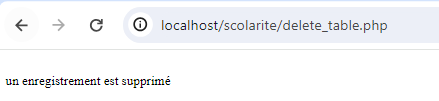 localhost/scolarite/delete_table.php
un enregistrement est supprimé